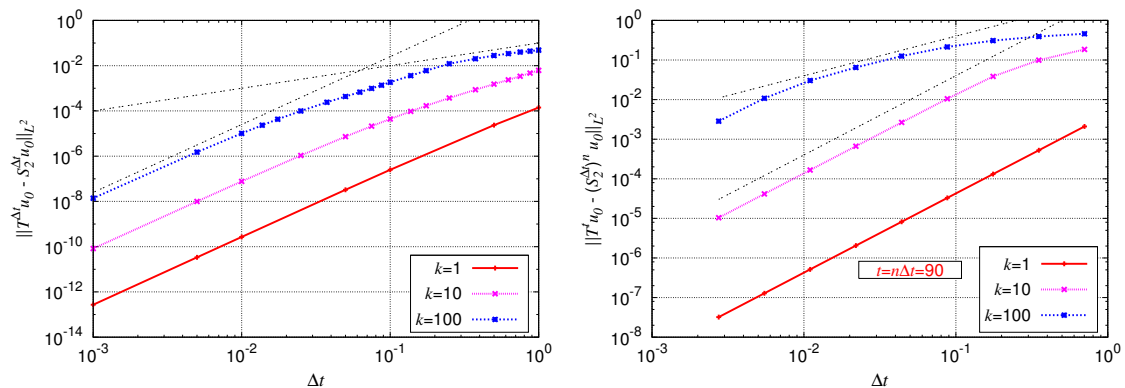 ||T^Δt u_0 - S_2^Δt u_0||_L^2
10^0
10^-2
10^-4
10^-6
10^-8
10^-10
10^-12
10^-14
10^-3
10^-2
10^-1
10^0
Δt
k=1
k=10
k=100
||T^t u_0 - (S_2^Δt)^n u_0||_L^2
10^0
10^-1
10^-2
10^-3
10^-4
10^-5
10^-6
10^-7
10^-8
10^-3
10^-2
10^-1
10^0
Δt
t=nΔt=90
k=1
k=10
k=100